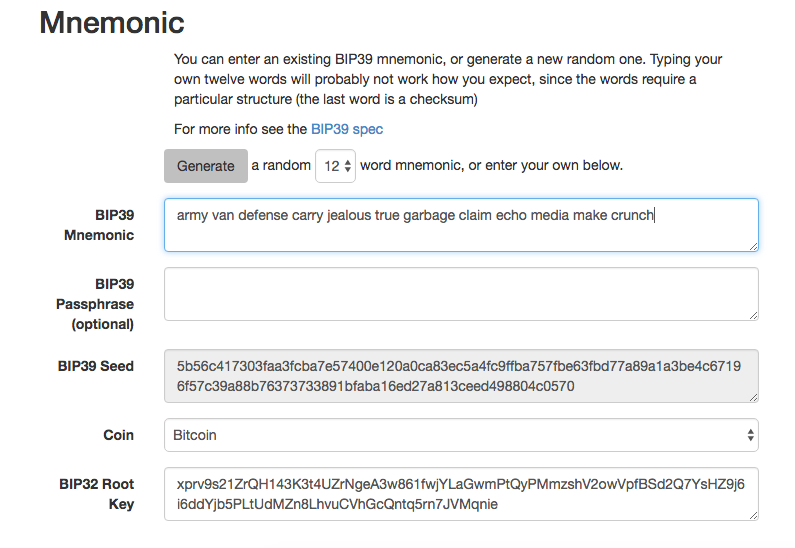 Mnemonic
You can enter an existing BIP39 mnemonic, or generate a new random one. Typing your
own twelve words will probably not work how you expect, since the words require a
particular structure (the last word is a checksum)
For more info see the BIP39 spec
Generate a random 12 word mnemonic, or enter your own below.
BIP39
Mnemonic
army van defense carry jealous true garbage claim echo media make crunch
BIP39
Passphrase
(optional)
BIP39 Seed
5b56c417303faa3fcba7e57400e120a0ca83ec5a4fc9ffba757fbe63fbd77a89a1a3be4c6719
6f57c39a88b76373733891bfaba16ed27a813ceed498804c0570
Coin
Bitcoin
BIP32 Root
Key
xprv9s21ZrQH143K3t4UZrNgeA3w861fwjYLaGwmPtQyPMmzshV2owVpfBSd2Q7YsHZ9j6
i6ddYjb5PLtUdMZn8LhvuCVhGcQntq5rn7JVMqnie